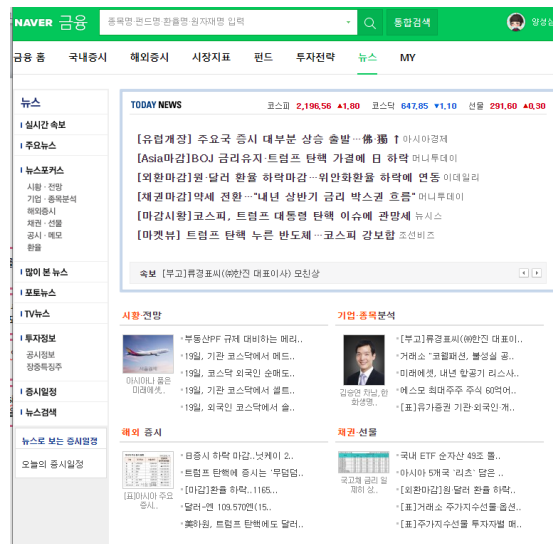 NAVER 금융 종목명·펀드명·환율명·원자재명 입력 통합검색
금융 홈 국내증시 해외증시 시장지표 펀드 투자전략 뉴스 MY
뉴스
실시간 속보
주요뉴스
뉴스포커스
시황·전망
기업·종목분석
해외증시
채권·선물
공시·메모
환율
많이 본 뉴스
포토뉴스
TV뉴스
투자정보
공시정보
장중특징주
증시일정
뉴스검색
뉴스로 보는 증시일정
오늘의 증시일정
TODAY NEWS 코스피 2,196,56 ▲1,80 코스닥 647,85 ▼1,10 선물 291,60 ▲0,30
[유럽개장] 주요국 증시 대부분 상승 출발…佛·獨 ↑ 아시아경제
[Asia마감]BOJ 금리유지·트럼프 탄핵 가결에 日 하락 머니투데이
[외환마감]원·달러 환율 하락마감…위안화환율 하락에 연동 이데일리
[채권마감]약세 전환…"내년 상반기 금리 박스권 흐름" 머니투데이
[마감시황]코스피, 트럼프 대통령 탄핵 이슈에 관망세 뉴시스
[마켓뷰] 트럼프 탄핵 누른 반도체…코스피 강보합 조선비즈
속보 [부고]류경표씨(㈜한진 대표이사) 모친상
시황·전망
아시아나 품은 미래에셋..
부동산PF 규제 대비하는 메리..
19일, 기관 코스닥에서 메드..
19일, 코스닥 외국인 순매도..
19일, 기관 코스닥에서 셀트..
19일, 외국인 코스닥에서 슬..
기업·종목분석
김승연 차남, 한화생명..
[부고]류경표씨(㈜한진 대표이..
거래소 "코웰패션, 불성실 공..
미래에셋, 내년 항공기 리스사..
에스모 최대주주 주식 60억어..
[표]유가증권 기관·외국인·개..
해외 증시
[표]아시아 주요 증시..
日증시 하락 마감..닛케이 2..
트럼프 탄핵에 증시는 '무덤덤..
[마감]환율 하락..1165...
달러-엔 109.570엔(15..
美하원, 트럼프 탄핵에도 달러..
채권·선물
국고채 금리 일제히 상..
국내 ETF 순자산 49조 돌..
아시아 5개국 '리츠' 담은 ..
[외환마감]원·달러 환율 하락..
[표]거래소 주가지수선물·옵션..
[표]주가지수선물 투자자별 매..